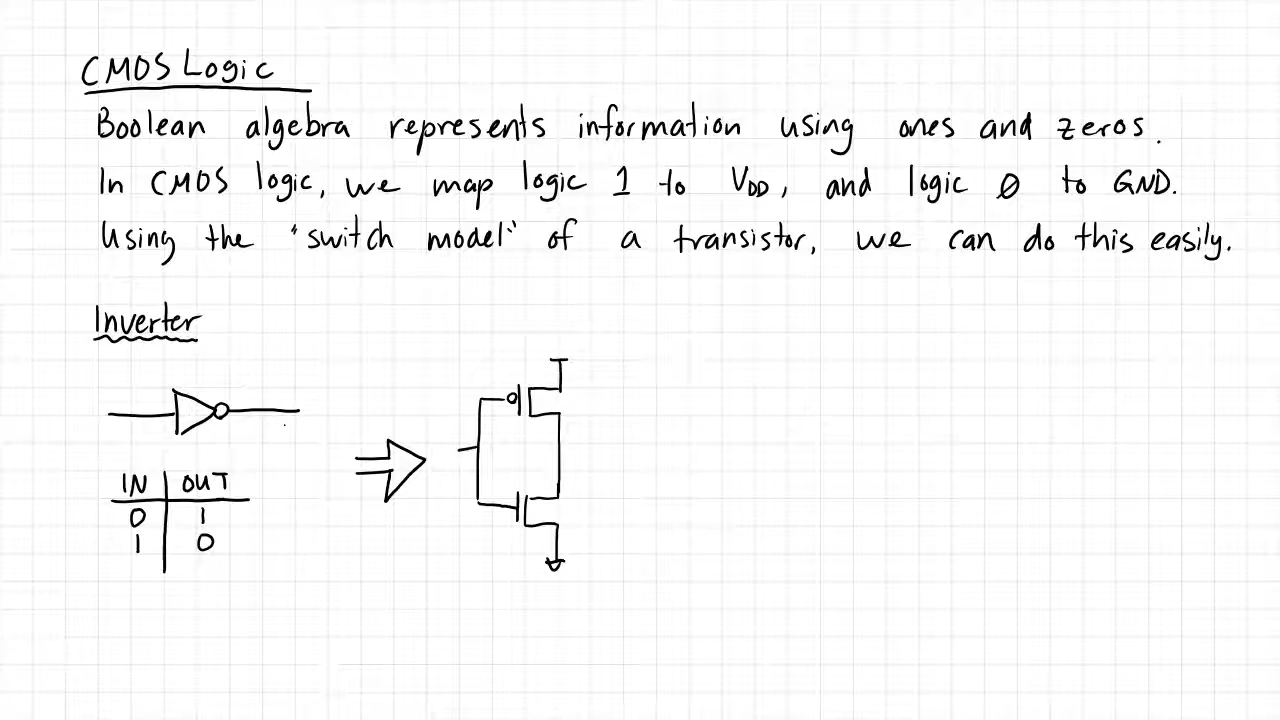 CMOS Logic
Boolean algebra represents information using ones and zeros.
In CMOS logic, we map logic 1 to VDD, and logic 0 to GND.
Using the "switch model" of a transistor, we can do this easily.
Inverter
IN OUT
0 1
1 0